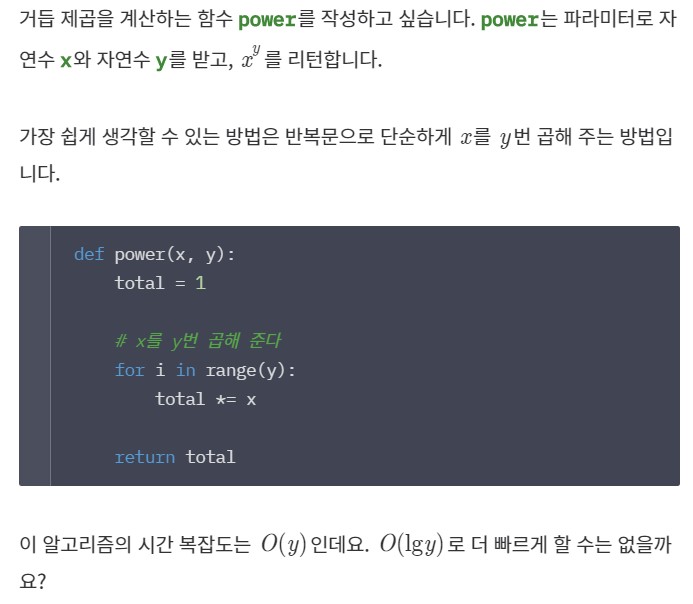 거듭 제곱을 계산하는 함수 power를 작성하고 싶습니다. power는 파라미터로 자
연수 x와 자연수 y를 받고, x^y를 리턴합니다.
가장 쉽게 생각할 수 있는 방법은 반복문으로 단순하게 x를 y번 곱해 주는 방법입
니다.
def power(x, y):
    total = 1
    # x를 y번 곱해 준다
    for i in range(y):
        total *= x
    return total
이 알고리즘의 시간 복잡도는 O(y)인데요. O(lgy)로 더 빠르게 할 수는 없을까
요?